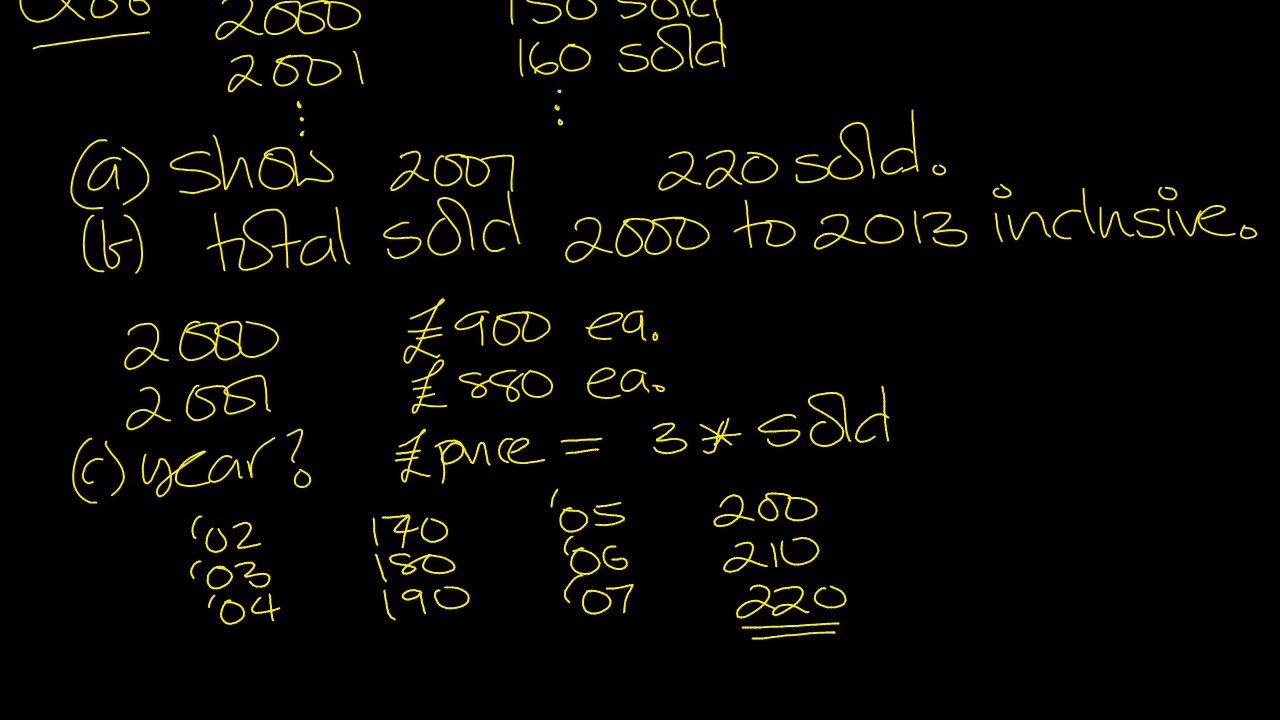 2000 150 sold
2001 160 sold
(a) show 2007 220 sold.
(b) total sold 2000 to 2013 inclusive.
2000 £900 ea.
2001 £880 ea.
(c) year? £price = 3* sold
'02 170 '05 200
'03 180 '06 210
'04 190 '07 220